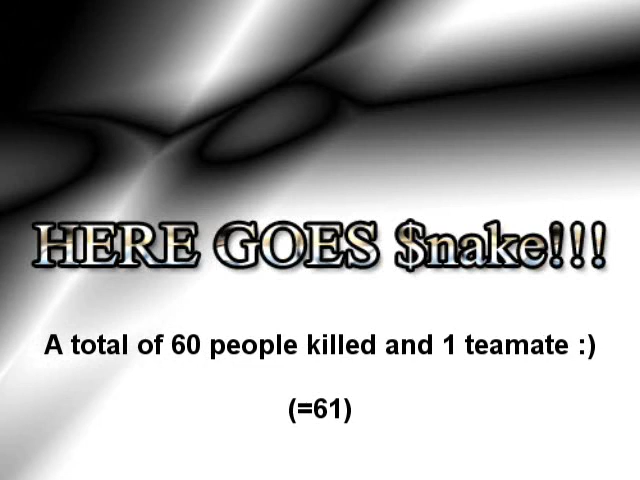 HERE GOES $nake!!!
A total of 60 people killed and 1 teamate :)
(=61)